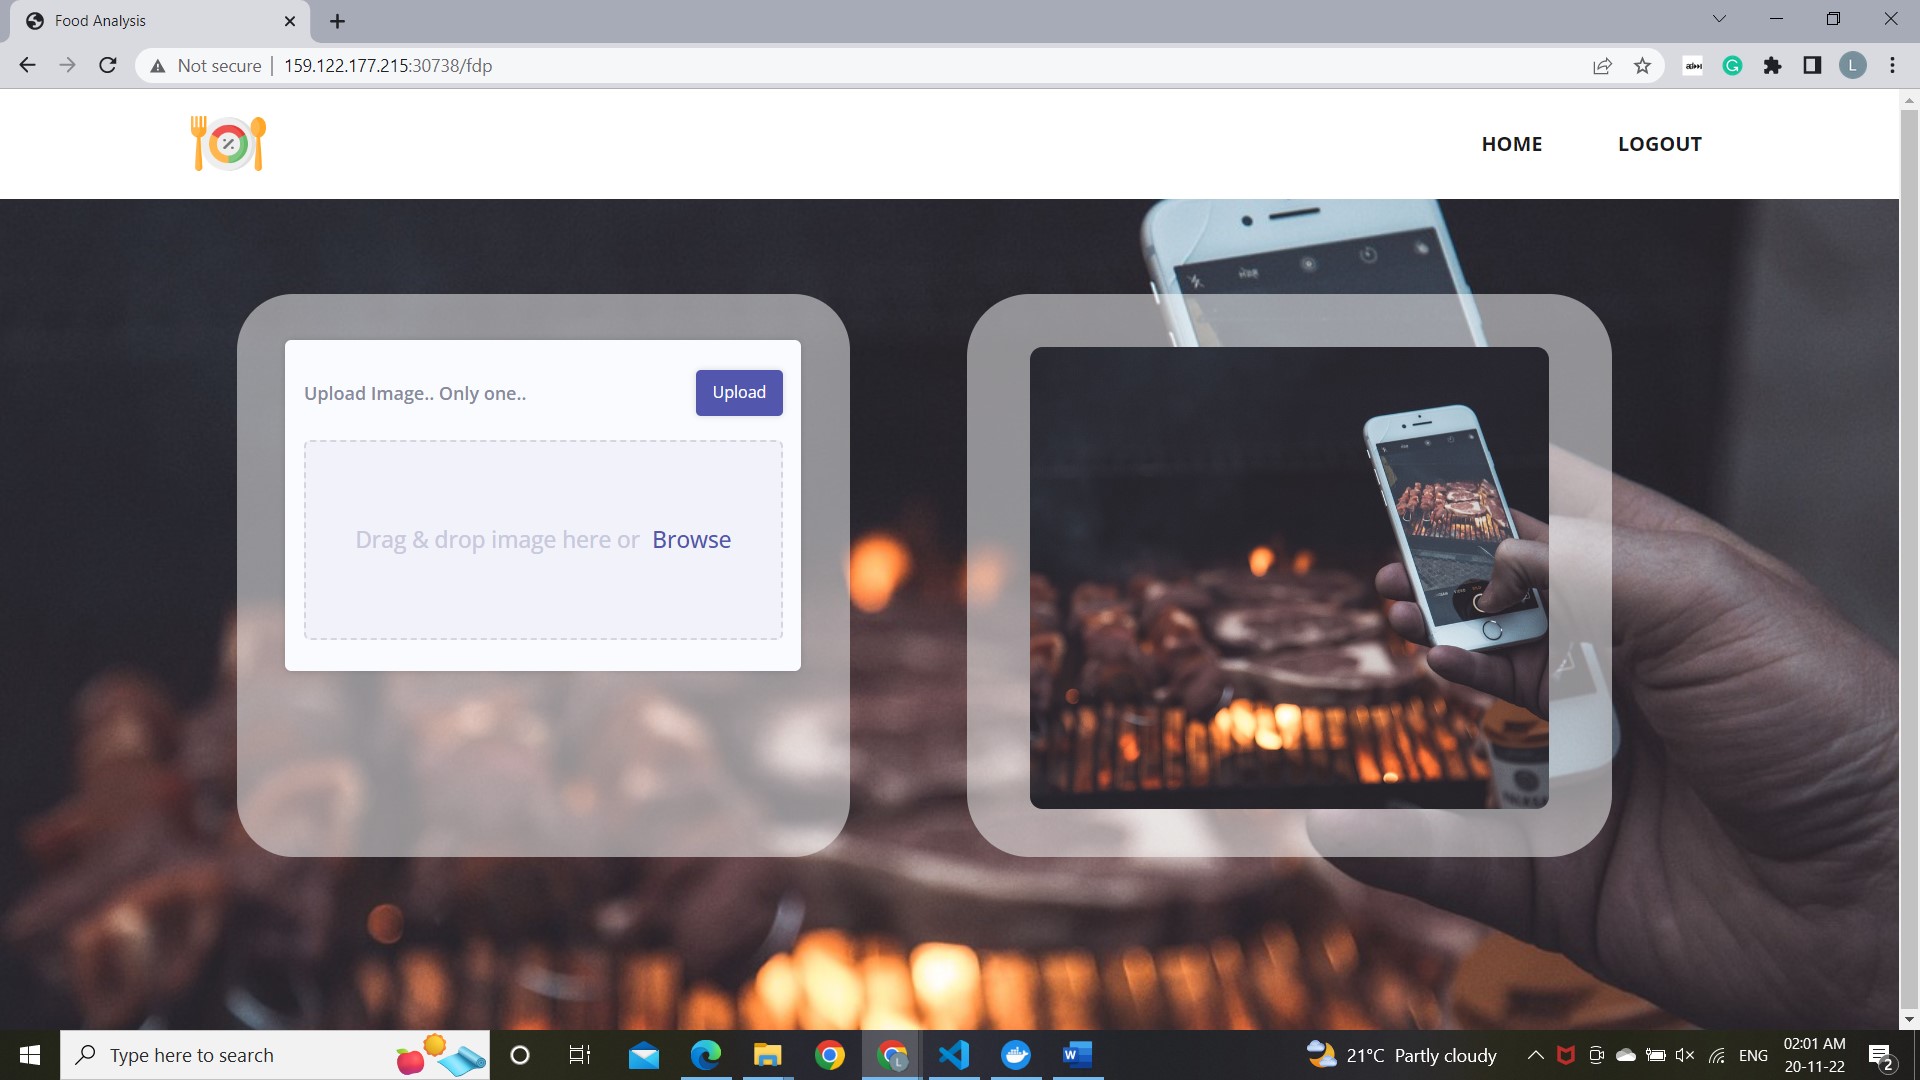 Food Analysis
Not secure
159.122.177.215:30738/fdp
L
HOME
LOGOUT
Upload Image.. Only one..
Upload
Drag & drop image here or Browse
Type here to search
21°C Partly cloudy
ENG
02:01 AM
20-11-22
2